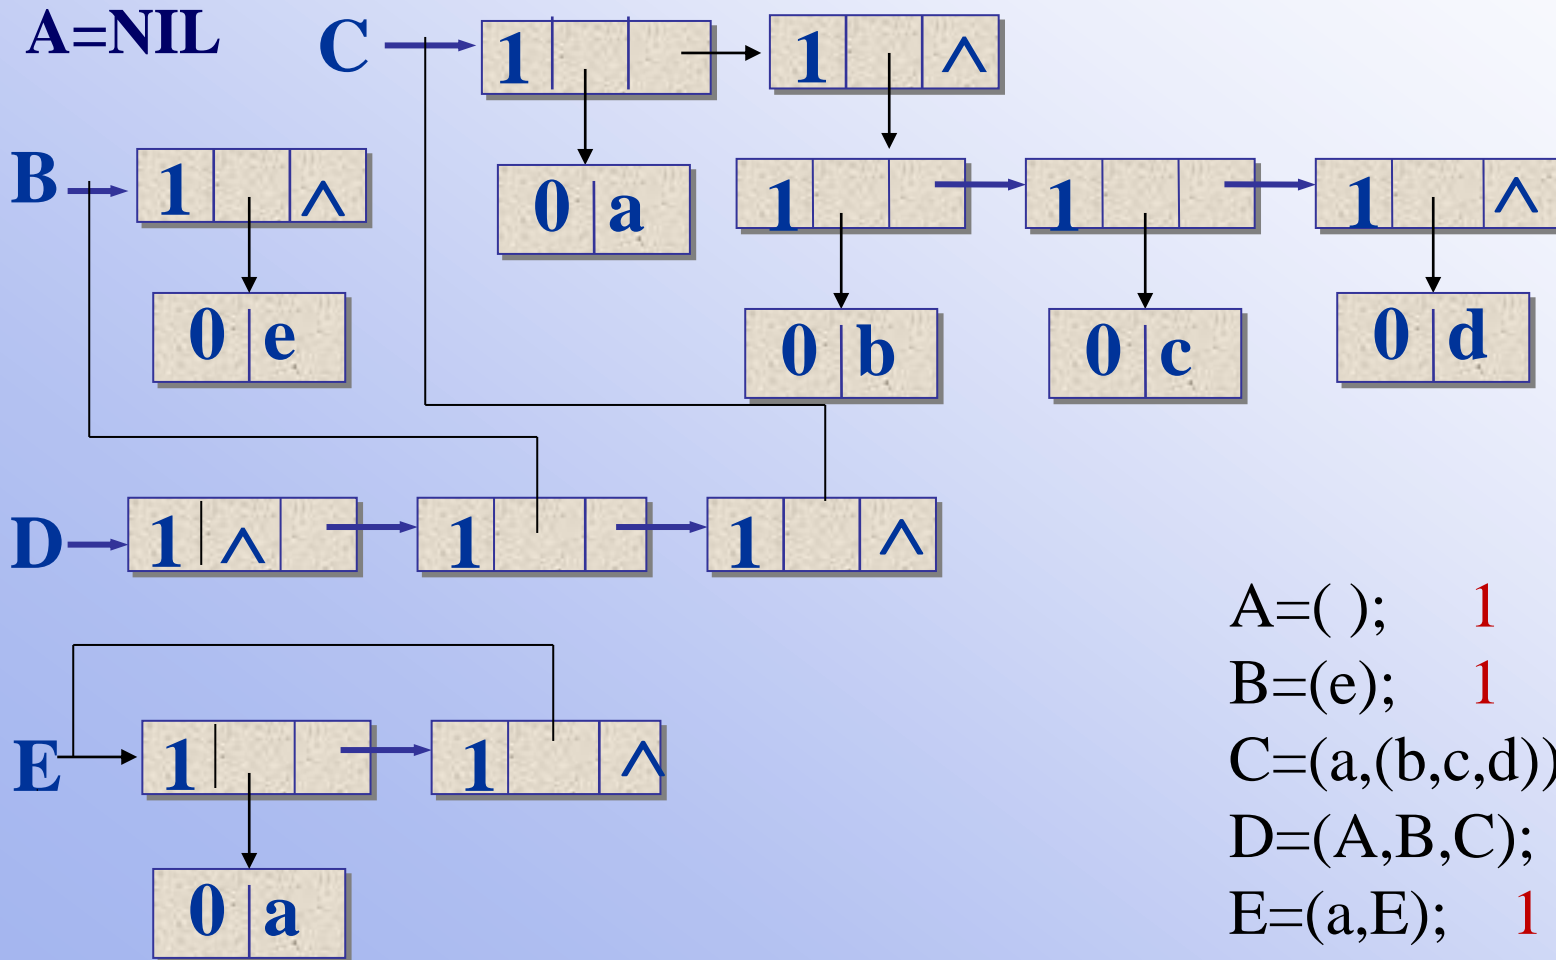 A=NIL
C 1 1 ∧
B 1 ∧
0 a
1 1 1 ∧
0 e
0 b
0 c
0 d
D 1 ∧ 1 1 ∧
E 1 1 ∧
0 a
A=( ); 1
B=(e); 1
C=(a,(b,c,d))
D=(A,B,C);
E=(a,E); 1